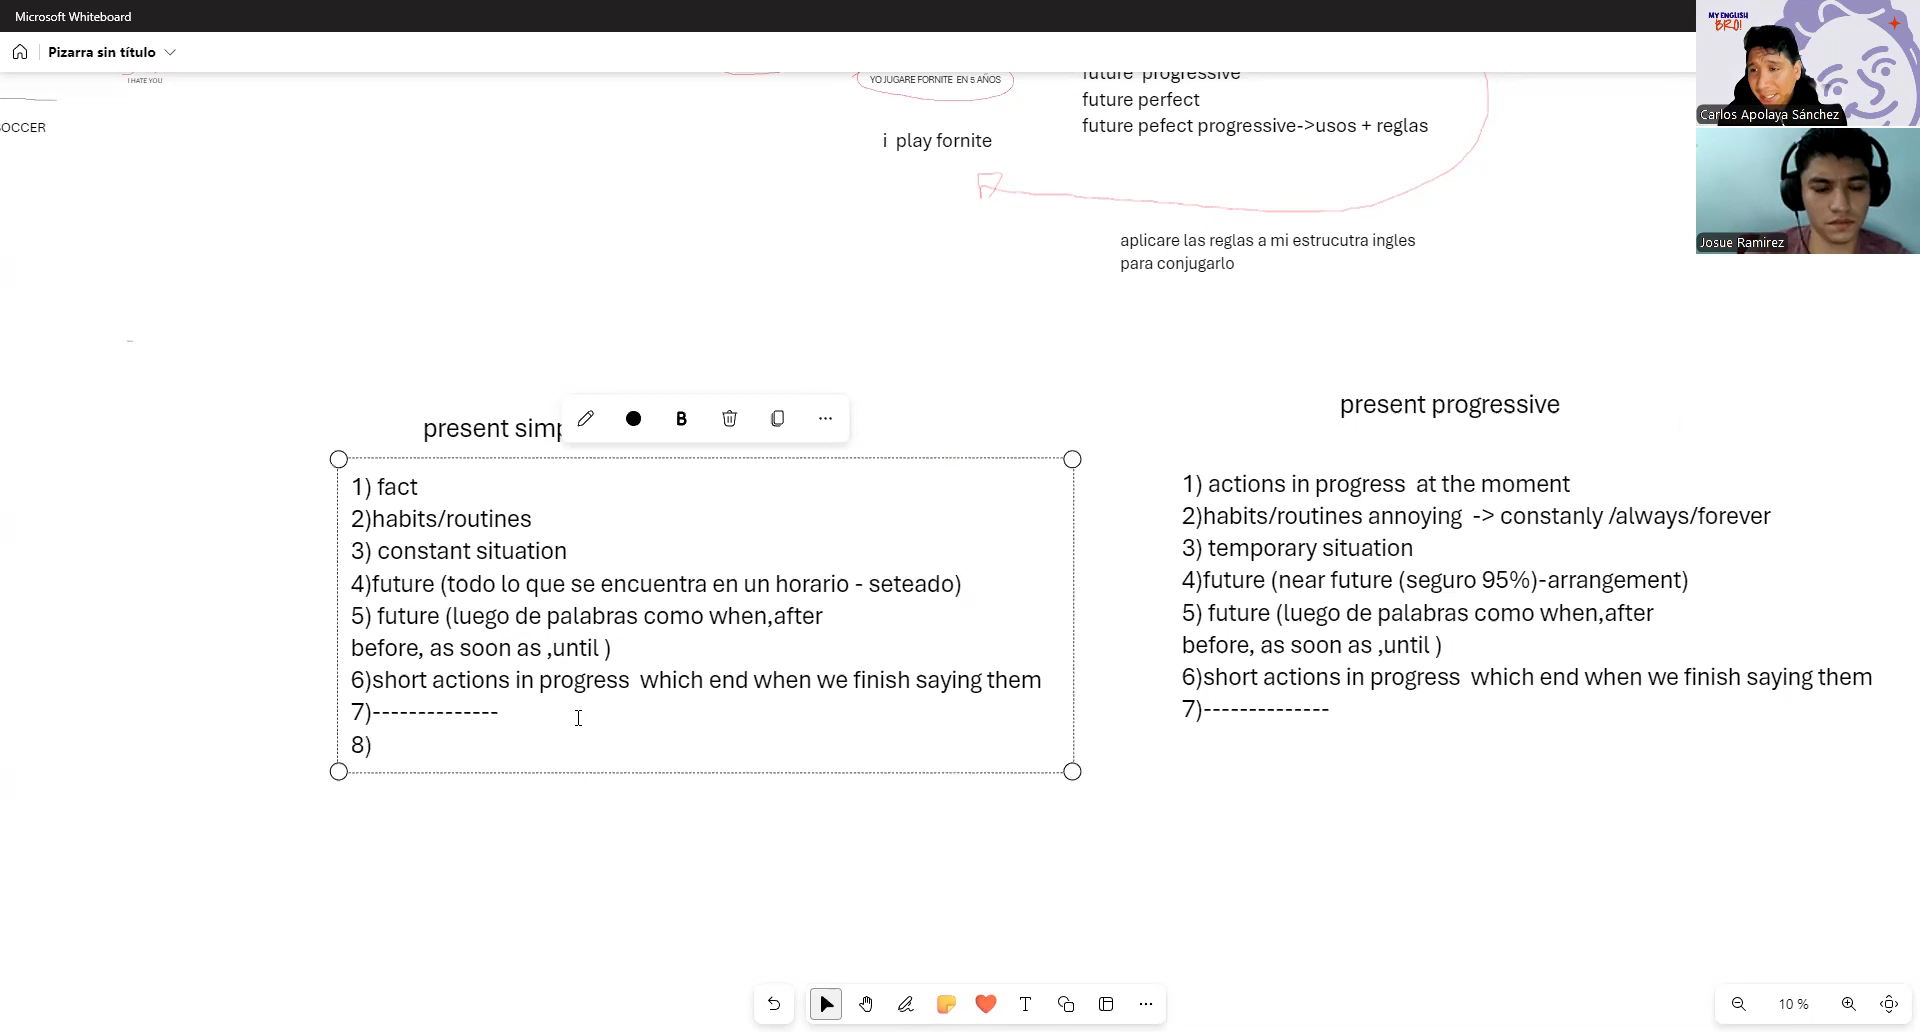 Microsoft Whiteboard
Pizarra sin título
MY ENGLISH
BRO!
Carlos Apolaya Sánchez
Josue Ramirez
I HATE YOU
SOCCER
YO JUGARE FORNITE EN 5 AÑOS
i play fornite
future progressive
future perfect
future pefect progressive->usos + reglas
aplicare las reglas a mi estrucutra ingles
para conjugarlo
present simp
B
1) fact
2)habits/routines
3) constant situation
4)future (todo lo que se encuentra en un horario - seteado)
5) future (luego de palabras como when,after
before, as soon as ,until )
6)short actions in progress which end when we finish saying them
7)--------------
8)
present progressive
1) actions in progress at the moment
2)habits/routines annoying -> constanly /always/forever
3) temporary situation
4)future (near future (seguro 95%)-arrangement)
5) future (luego de palabras como when,after
before, as soon as ,until )
6)short actions in progress which end when we finish saying them
7)--------------
10 %